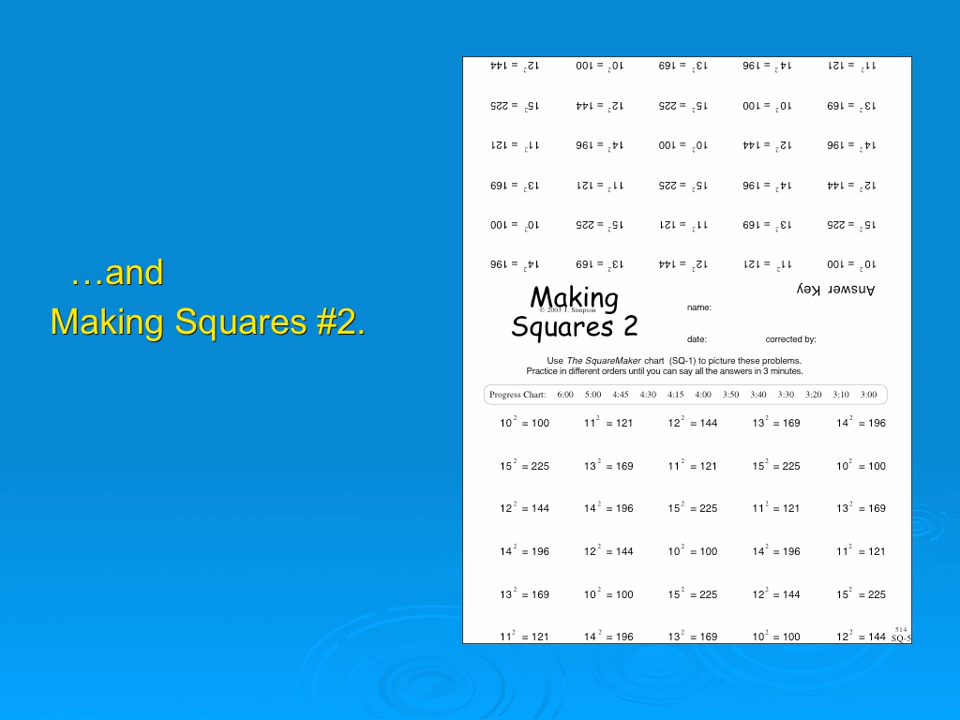 …and
Making Squares #2.
Answer Key
10² = 100 11² = 121 12² = 144 13² = 169 14² = 196
15² = 225 13² = 169 11² = 121 15² = 225 10² = 100
12² = 144 14² = 196 15² = 225 11² = 121 13² = 169
14² = 196 12² = 144 10² = 100 14² = 196 11² = 121
13² = 169 10² = 100 15² = 225 12² = 144 15² = 225
11² = 121 14² = 196 13² = 169 10² = 100 12² = 144
Making
© 2003 J. Simpson
Squares 2
name:
date: corrected by:
Use The SquareMaker chart (SQ-1) to picture these problems.
Practice in different orders until you can say all the answers in 3 minutes.
Progress Chart: 6:00 5:00 4:45 4:30 4:15 4:00 3:50 3:40 3:30 3:20 3:10 3:00
10² = 100 11² = 121 12² = 144 13² = 169 14² = 196
15² = 225 13² = 169 11² = 121 15² = 225 10² = 100
12² = 144 14² = 196 15² = 225 11² = 121 13² = 169
14² = 196 12² = 144 10² = 100 14² = 196 11² = 121
13² = 169 10² = 100 15² = 225 12² = 144 15² = 225
11² = 121 14² = 196 13² = 169 10² = 100 12² = 144
514
SQ-5